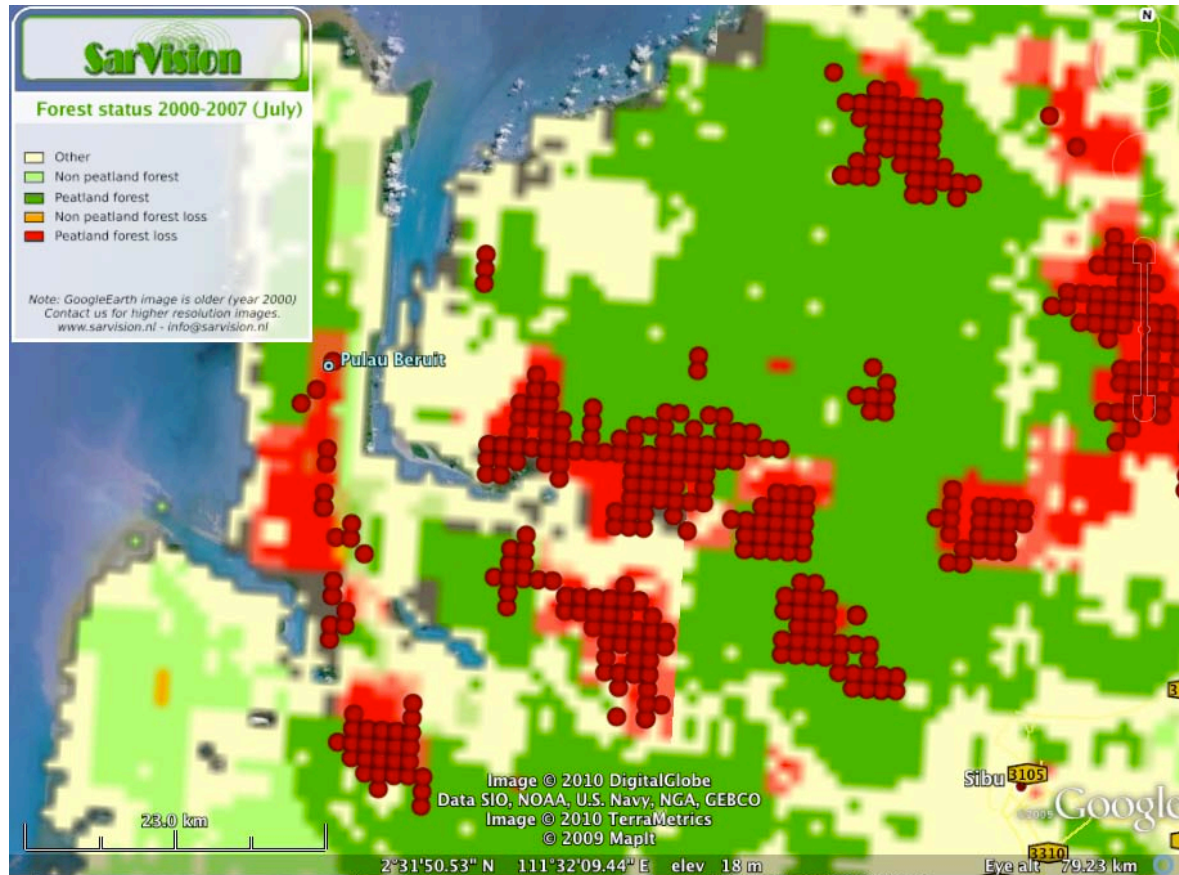 SarVision
Forest status 2000-2007 (July)
Other
Non peatland forest
Peatland forest
Non peatland forest loss
Peatland forest loss
Note: GoogleEarth image is older (year 2000)
Contact us for higher resolution images.
www.sarvision.nl - info@sarvision.nl
N
Pulau Beruit
Sibu
3105
3310
Image © 2010 DigitalGlobe
Data SIO, NOAA, U.S. Navy, NGA, GEBCO
Image © 2010 TerraMetrics
© 2009 MapIt
©2009
Google
23.0 km
2°31'50.53" N 111°32'09.44" E elev 18 m
Eye alt 79.23 km